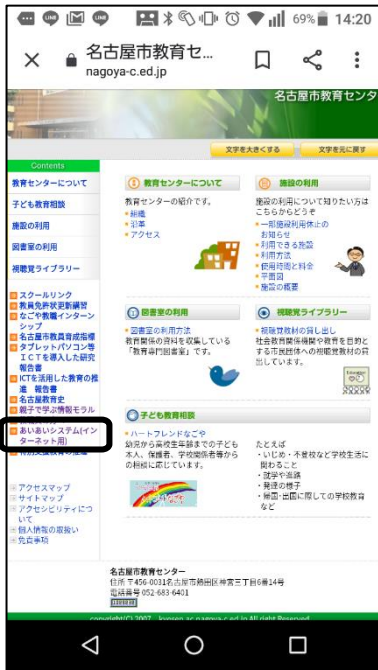 69% 14:20
名古屋市教育セ...
nagoya-c.ed.jp
名古屋市教育センタ
文字を大きくする
文字を元に戻す
Contents
教育センターについて
子ども教育相談
施設の利用
図書室の利用
視聴覚ライブラリー
スクールリンク
教員免許状更新講習
なごや教職インターン
シップ
名古屋市教員育成指標
タブレットパソコン等
ICTを導入した研究
報告書
ICTを活用した教育の推
進 報告書
名古屋教育史
親子で学ぶ情報モラル
あいあいシステム(イン
ターネット用)
アクセスマップ
サイトマップ
アクセシビリティにつ
いて
個人情報の取扱い
免責事項
教育センターについて
教育センターの紹介です。
組織
沿革
アクセス
施設の利用
施設の利用について知りたい方は
こちらからどうぞ
一部施設利用休止の
お知らせ
利用できる施設
利用方法
使用時間と料金
平面図
施設の概要
図書室の利用
図書室の利用方法
教育関係の資料を収集している
「教育専門図書室」です。
視聴覚ライブラリー
視聴覚教材の貸し出し
社会教育関係機関や教育を目的と
する市民団体への視聴覚教材の貸
出しています。
子ども教育相談
ハートフレンドなごや
幼児から高校生年齢までの子ども
本人、保護者、学校関係者等から
の相談に応じています。
たとえば
・いじめ・不登校など学校生活に
関わること
・就学や進路
・発達の様子
・帰国・出国に際しての学校教育
など
名古屋市教育センター
住所 〒456-0031名古屋市熱田区神宮三丁目6番14号
電話番号 052-683-6401
copyright(C) 2007 kyosen.ac.nagoya-c.ed.jp All right Reserved